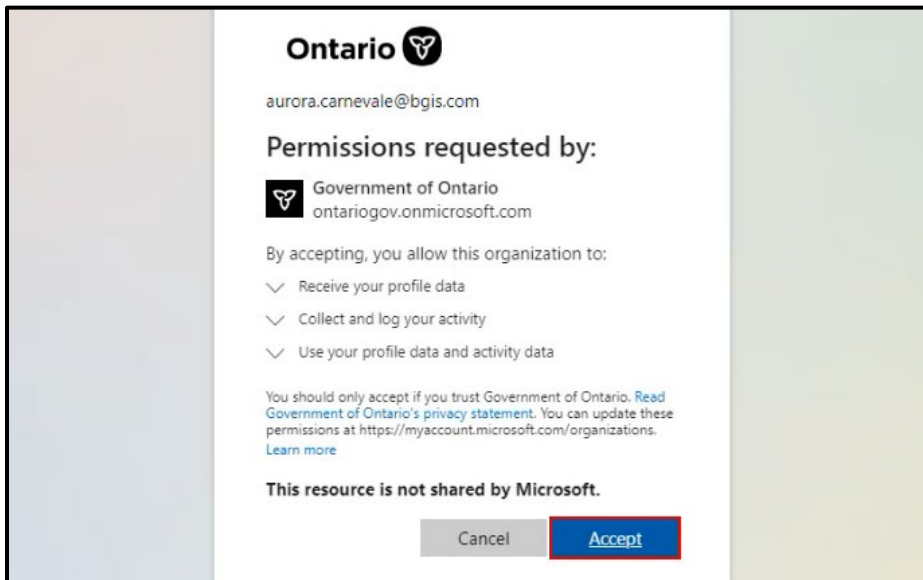 Ontario
aurora.carnevale@bgis.com
Permissions requested by:
Government of Ontario
ontariogov.onmicrosoft.com
By accepting, you allow this organization to:
Receive your profile data
Collect and log your activity
Use your profile data and activity data
You should only accept if you trust Government of Ontario. Read
Government of Ontario's privacy statement. You can update these
permissions at https://myaccount.microsoft.com/organizations.
Learn more
This resource is not shared by Microsoft.
Cancel Accept